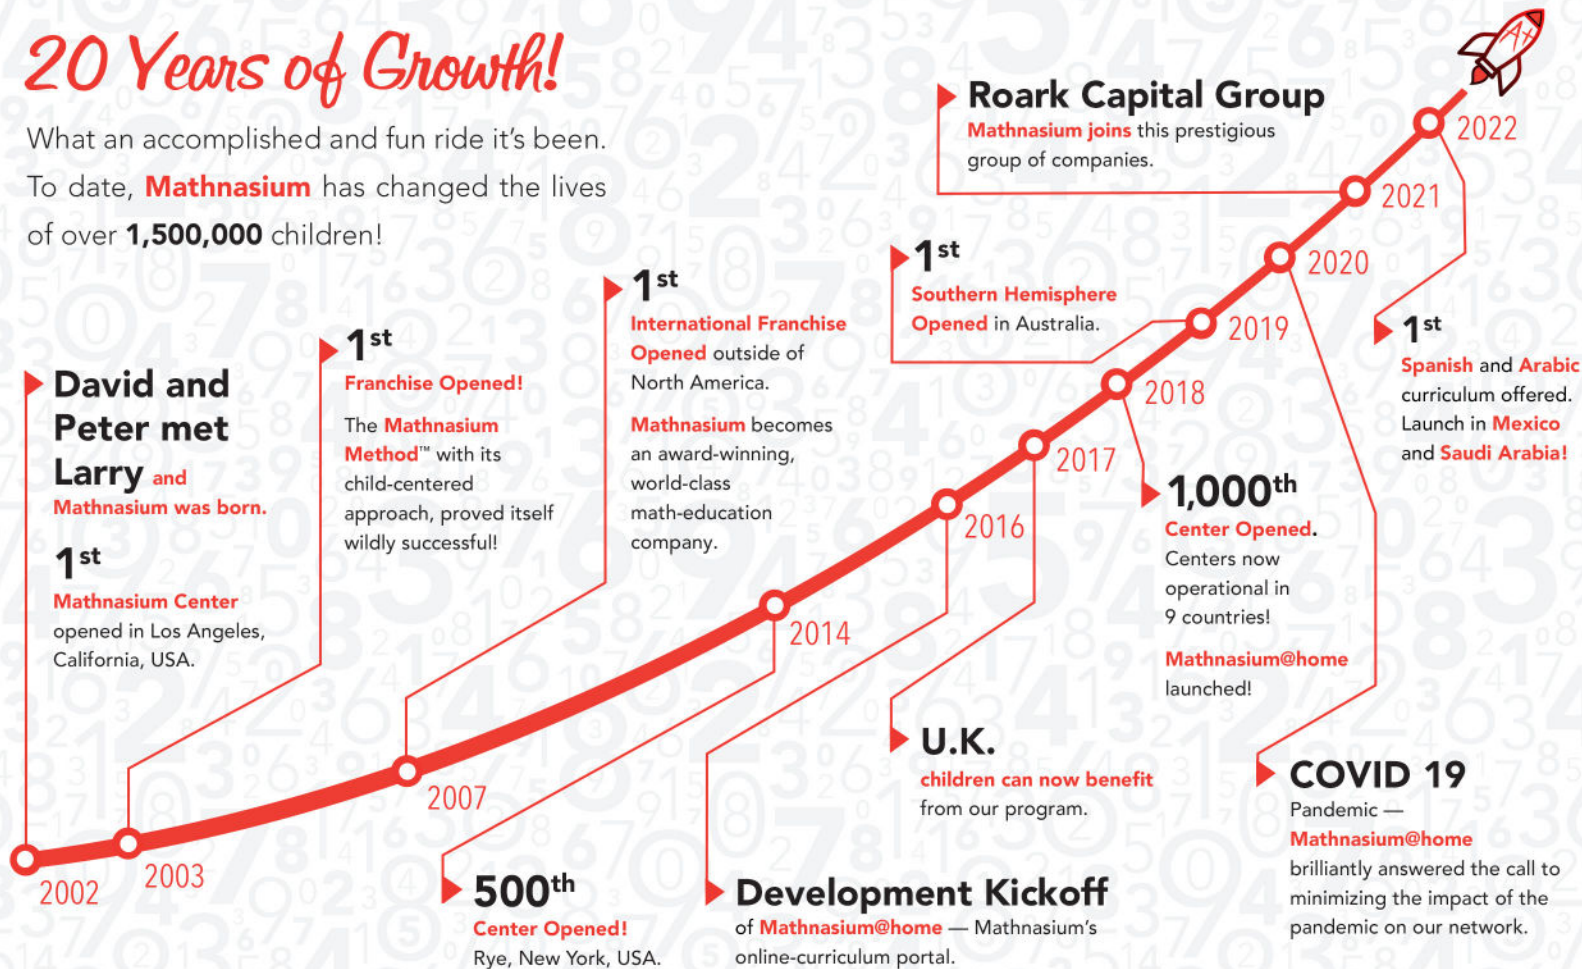 20 Years of Growth!
What an accomplished and fun ride it's been.
To date, Mathnasium has changed the lives
of over 1,500,000 children!
David and
Peter met
Larry and
Mathnasium was born.
1st
Mathnasium Center
opened in Los Angeles,
California, USA.
2002
1st
Franchise Opened!
The Mathnasium
Method™ with its
child-centered
approach, proved itself
wildly successful!
2003
1st
International Franchise
Opened outside of
North America.
Mathnasium becomes
an award-winning,
world-class
math-education
company.
2007
500th
Center Opened!
Rye, New York, USA.
2014
Development Kickoff
of Mathnasium@home — Mathnasium's
online-curriculum portal.
2016
U.K.
children can now benefit
from our program.
2017
1,000th
Center Opened.
Centers now
operational in
9 countries!
Mathnasium@home
launched!
2018
1st
Southern Hemisphere
Opened in Australia.
2019
COVID 19
Pandemic —
Mathnasium@home
brilliantly answered the call to
minimizing the impact of the
pandemic on our network.
2020
Roark Capital Group
Mathnasium joins this prestigious
group of companies.
2021
1st
Spanish and Arabic
curriculum offered.
Launch in Mexico
and Saudi Arabia!
2022
A+